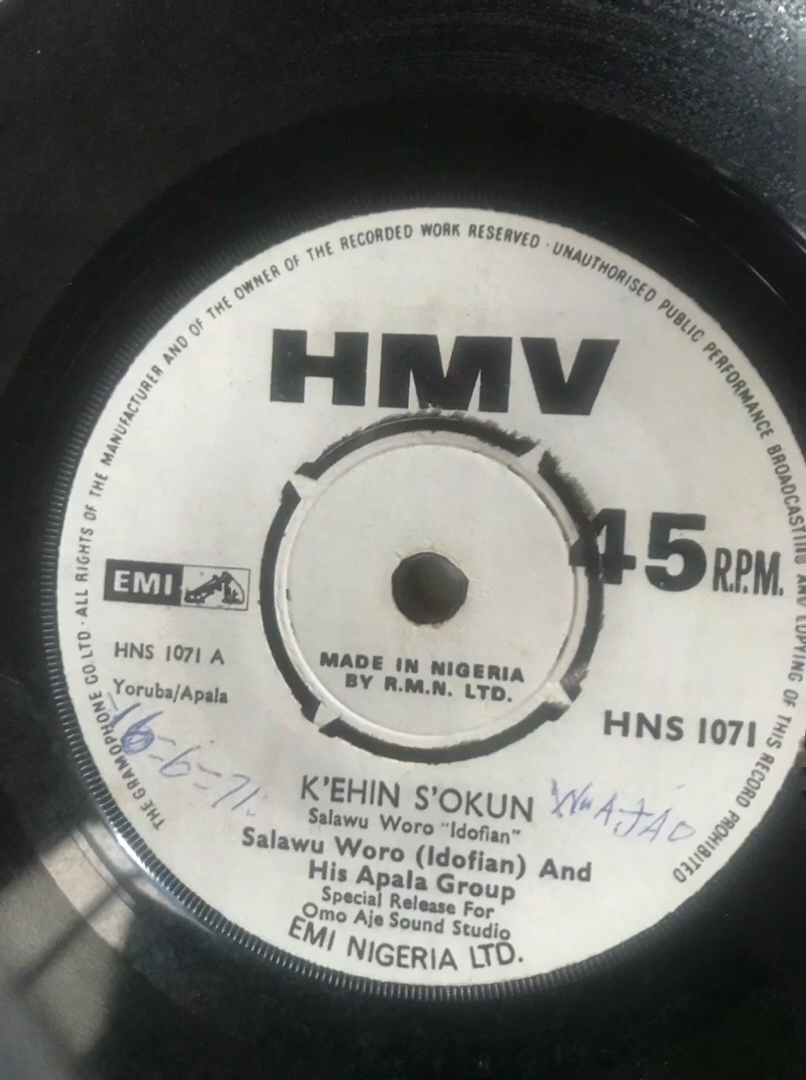 THE GRAMOPHONE CO LTD · ALL RIGHTS OF THE MANUFACTURER AND OF THE OWNER OF THE RECORDED WORK RESERVED · UNAUTHORISED PUBLIC PERFORMANCE BROADCASTING AND COPYING OF THIS RECORD PROHIBITED
HMV
45 R.P.M.
EMI
HNS 1071 A
Yoruba/Apala
MADE IN NIGERIA
BY R.M.N. LTD.
HNS 1071
16-6-71
K'EHIN S'OKUN
AJAO
Salawu Woro "Idofian"
Salawu Woro (Idofian) And
His Apala Group
Special Release For
Omo Aje Sound Studio
EMI NIGERIA LTD.